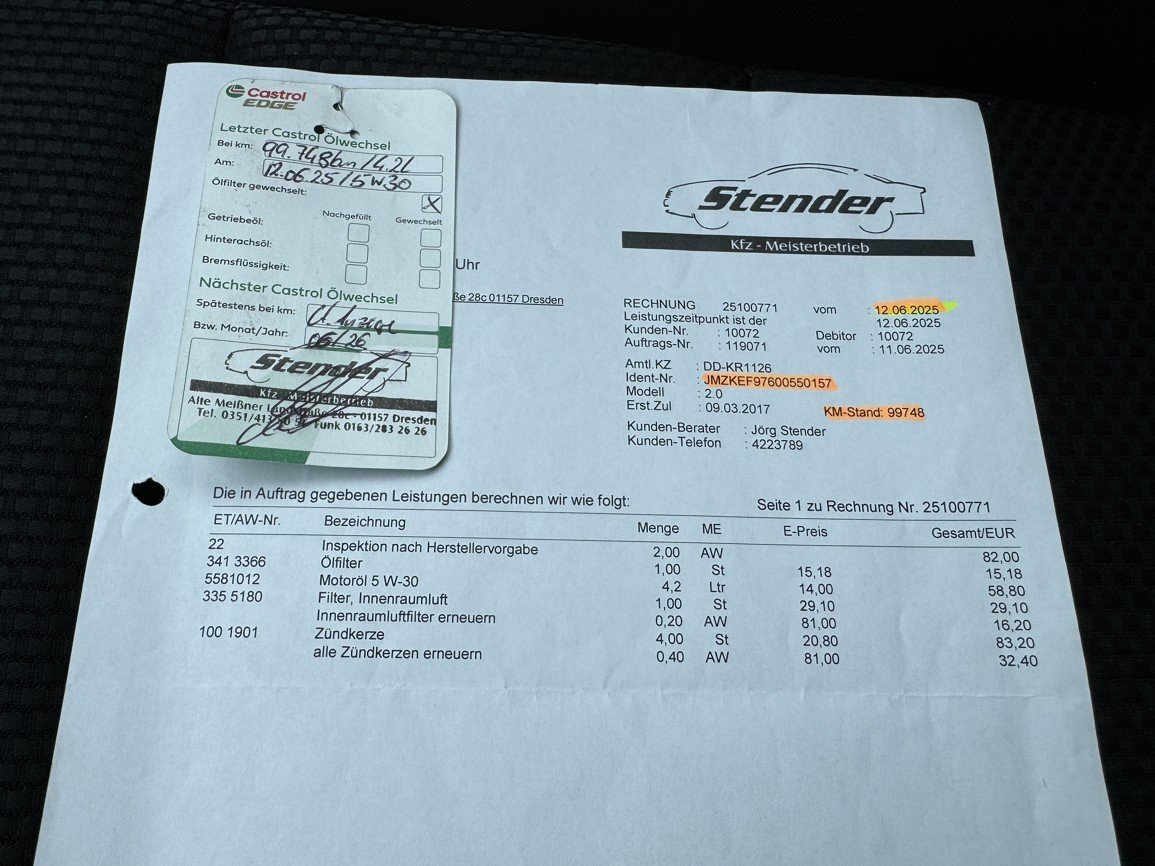 Castrol
EDGE
Letzter Castrol Ölwechsel
Bei km: 99.748km/4.2l
Am: 12.06.25/5W30
Ölfilter gewechselt: X
Nachgefüllt Gewechselt
Getriebeöl:
Hinterachsöl:
Bremsflüssigkeit:
Nächster Castrol Ölwechsel
Spätestens bei km:
Bzw. Monat/Jahr: 06/26
Stender
Kfz - Meisterbetrieb
Alte Meißner 28c - 01157 Dresden
Tel. Funk 0163/283 26 26
Stender
Kfz - Meisterbetrieb
Uhr
28c 01157 Dresden
RECHNUNG 25100771 vom : 12.06.2025
Leistungszeitpunkt ist der 12.06.2025
Kunden-Nr. : 10072 Debitor : 10072
Auftrags-Nr. : 119071 vom : 11.06.2025
Amtl.KZ : DD-KR1126
Ident-Nr. : JMZKEF97600550157
Modell : 2.0
Erst.Zul : 09.03.2017 KM-Stand: 99748
Kunden-Berater : Jörg Stender
Kunden-Telefon : 4223789
Die in Auftrag gegebenen Leistungen berechnen wir wie folgt: Seite 1 zu Rechnung Nr. 25100771
ET/AW-Nr. Bezeichnung Menge ME E-Preis Gesamt/EUR
22 Inspektion nach Herstellervorgabe 2,00 AW 82,00
341 3366 Ölfilter 1,00 St 15,18 15,18
5581012 Motoröl 5 W-30 4,2 Ltr 14,00 58,80
335 5180 Filter, Innenraumluft 1,00 St 29,10 29,10
Innenraumluftfilter erneuern 0,20 AW 81,00 16,20
100 1901 Zündkerze 4,00 St 20,80 83,20
alle Zündkerzen erneuern 0,40 AW 81,00 32,40